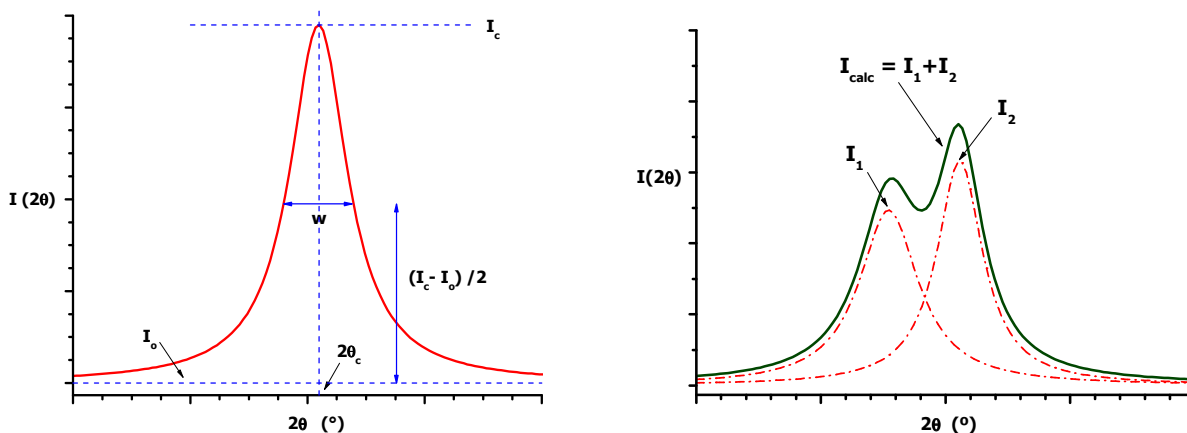 I_c
I (2θ)
w
(I_c- I_o) /2
I_o
2θ_c
2θ (°)
I_calc = I_1+I_2
I_2
I_1
I(2θ)
2θ (º)